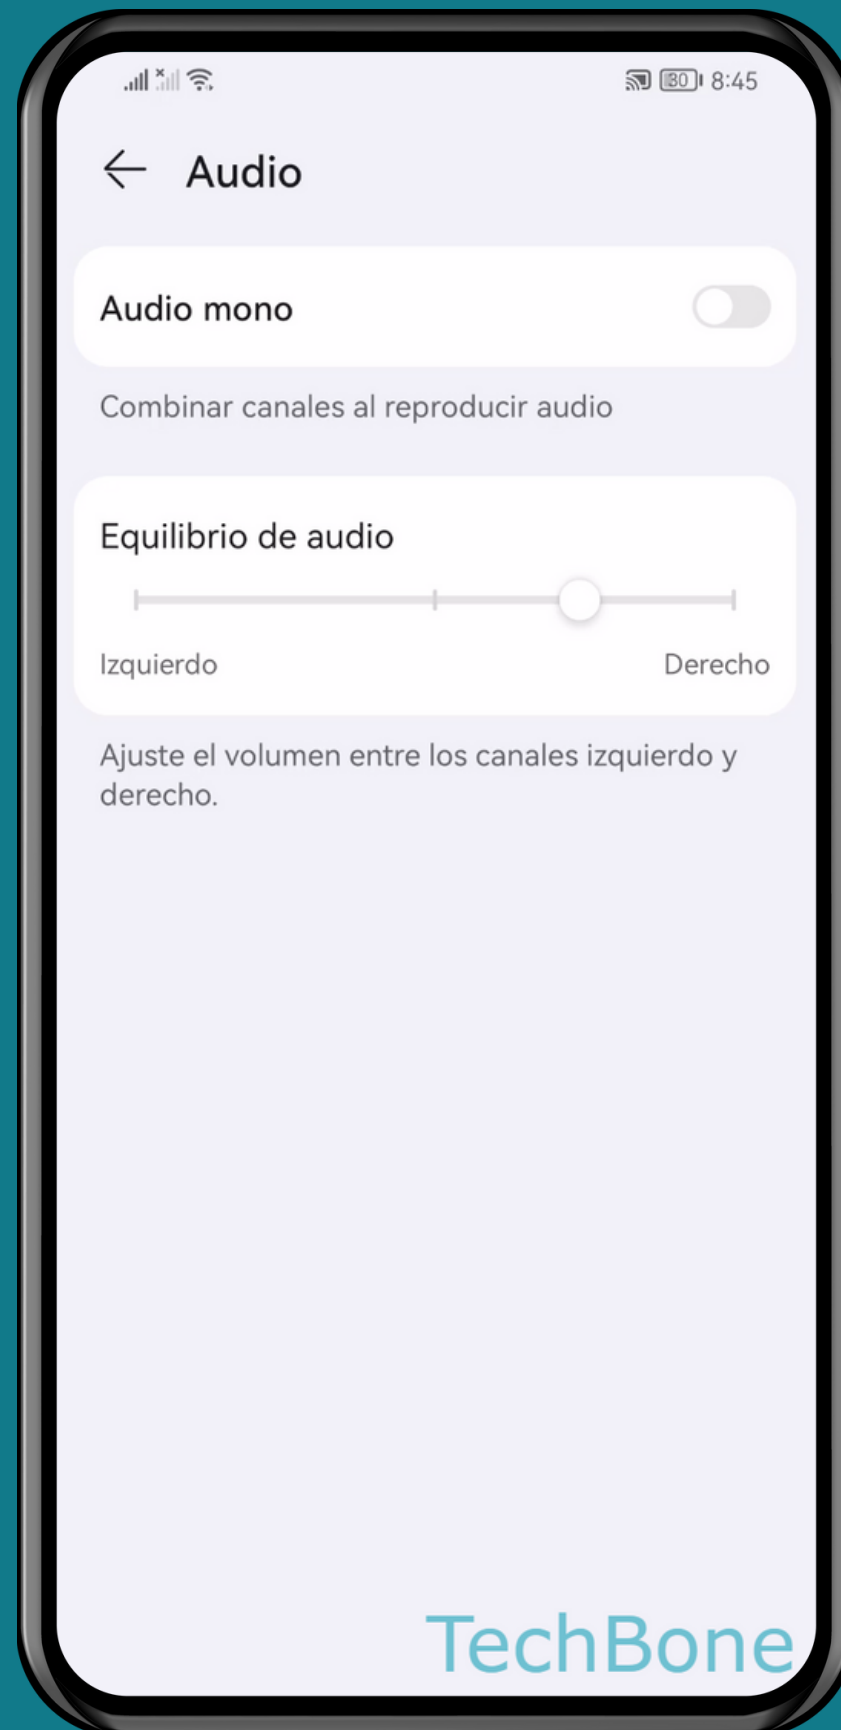 80 8:45
Audio
Audio mono
Combinar canales al reproducir audio
Equilibrio de audio
Izquierdo Derecho
Ajuste el volumen entre los canales izquierdo y
derecho.
TechBone